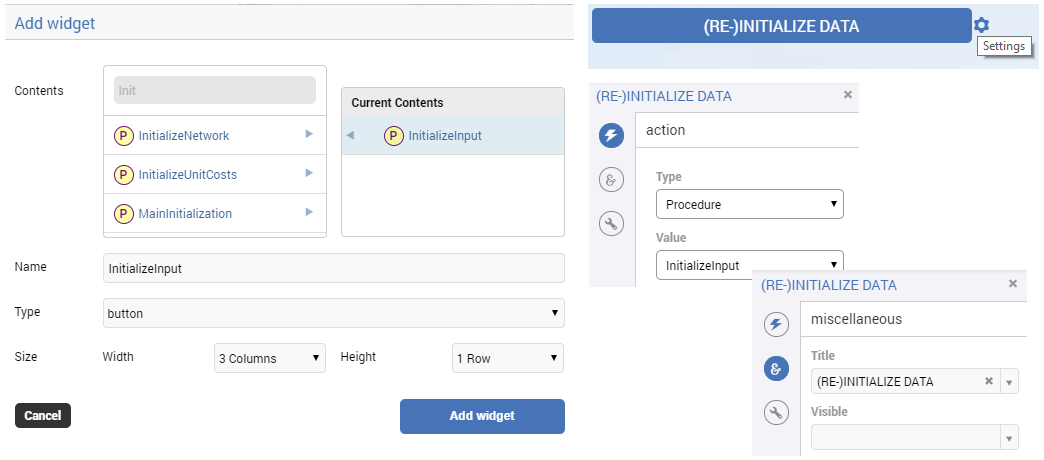 Add widget
Contents
Init
P InitializeNetwork
P InitializeUnitCosts
P MainInitialization
Current Contents
P InitializeInput
Name
InitializeInput
Type
button
Size
Width
3 Columns
Height
1 Row
Cancel
Add widget
(RE-)INITIALIZE DATA
Settings
(RE-)INITIALIZE DATA
action
&
Type
Procedure
Value
InitializeInput
(RE-)INITIALIZE DATA
miscellaneous
&
Title
(RE-)INITIALIZE DATA
Visible